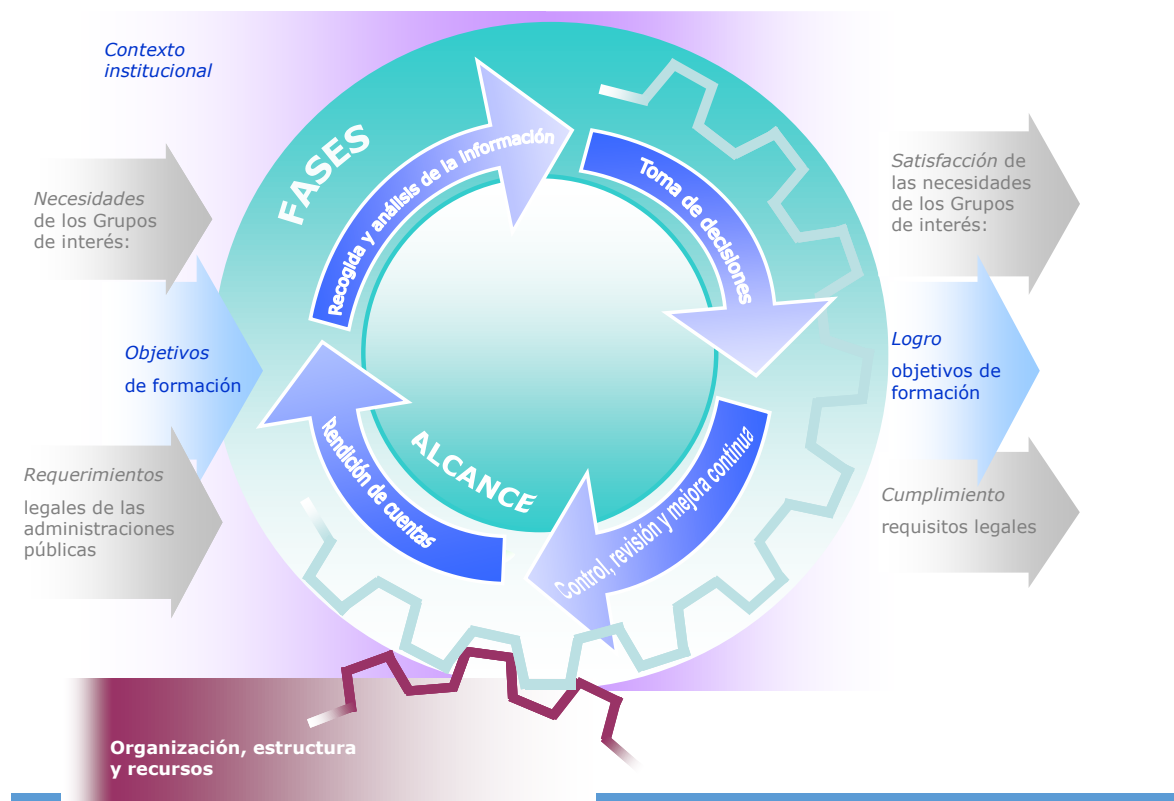 Contexto
institucional
Necesidades
de los Grupos
de interés:
Objetivos
de formación
Requerimientos
legales de las
administraciones
públicas
FASES
Recogida y análisis de la información
Toma de decisiones
Control, revisión y mejora continua
Rendición de cuentas
ALCANCE
Satisfacción de
las necesidades
de los Grupos
de interés:
Logro
objetivos de
formación
Cumplimiento
requisitos legales
Organización, estructura
y recursos